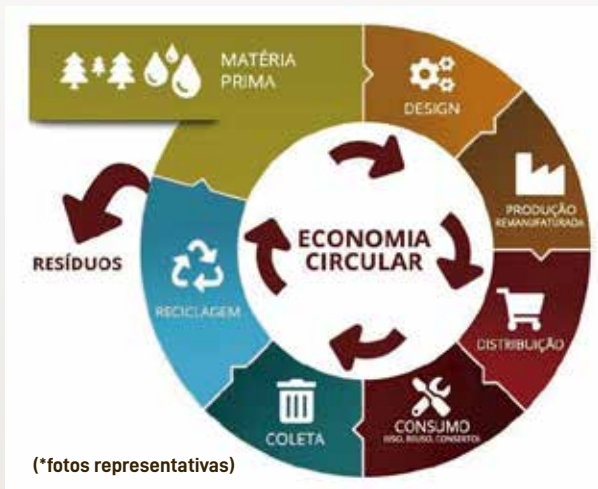 MATÉRIA
PRIMA
DESIGN
PRODUÇÃO
REMANUFATURADA
DISTRIBUIÇÃO
CONSUMO
(USO, REUSO, CONSERTO)
COLETA
RECICLAGEM
RESÍDUOS
ECONOMIA
CIRCULAR
(*fotos representativas)